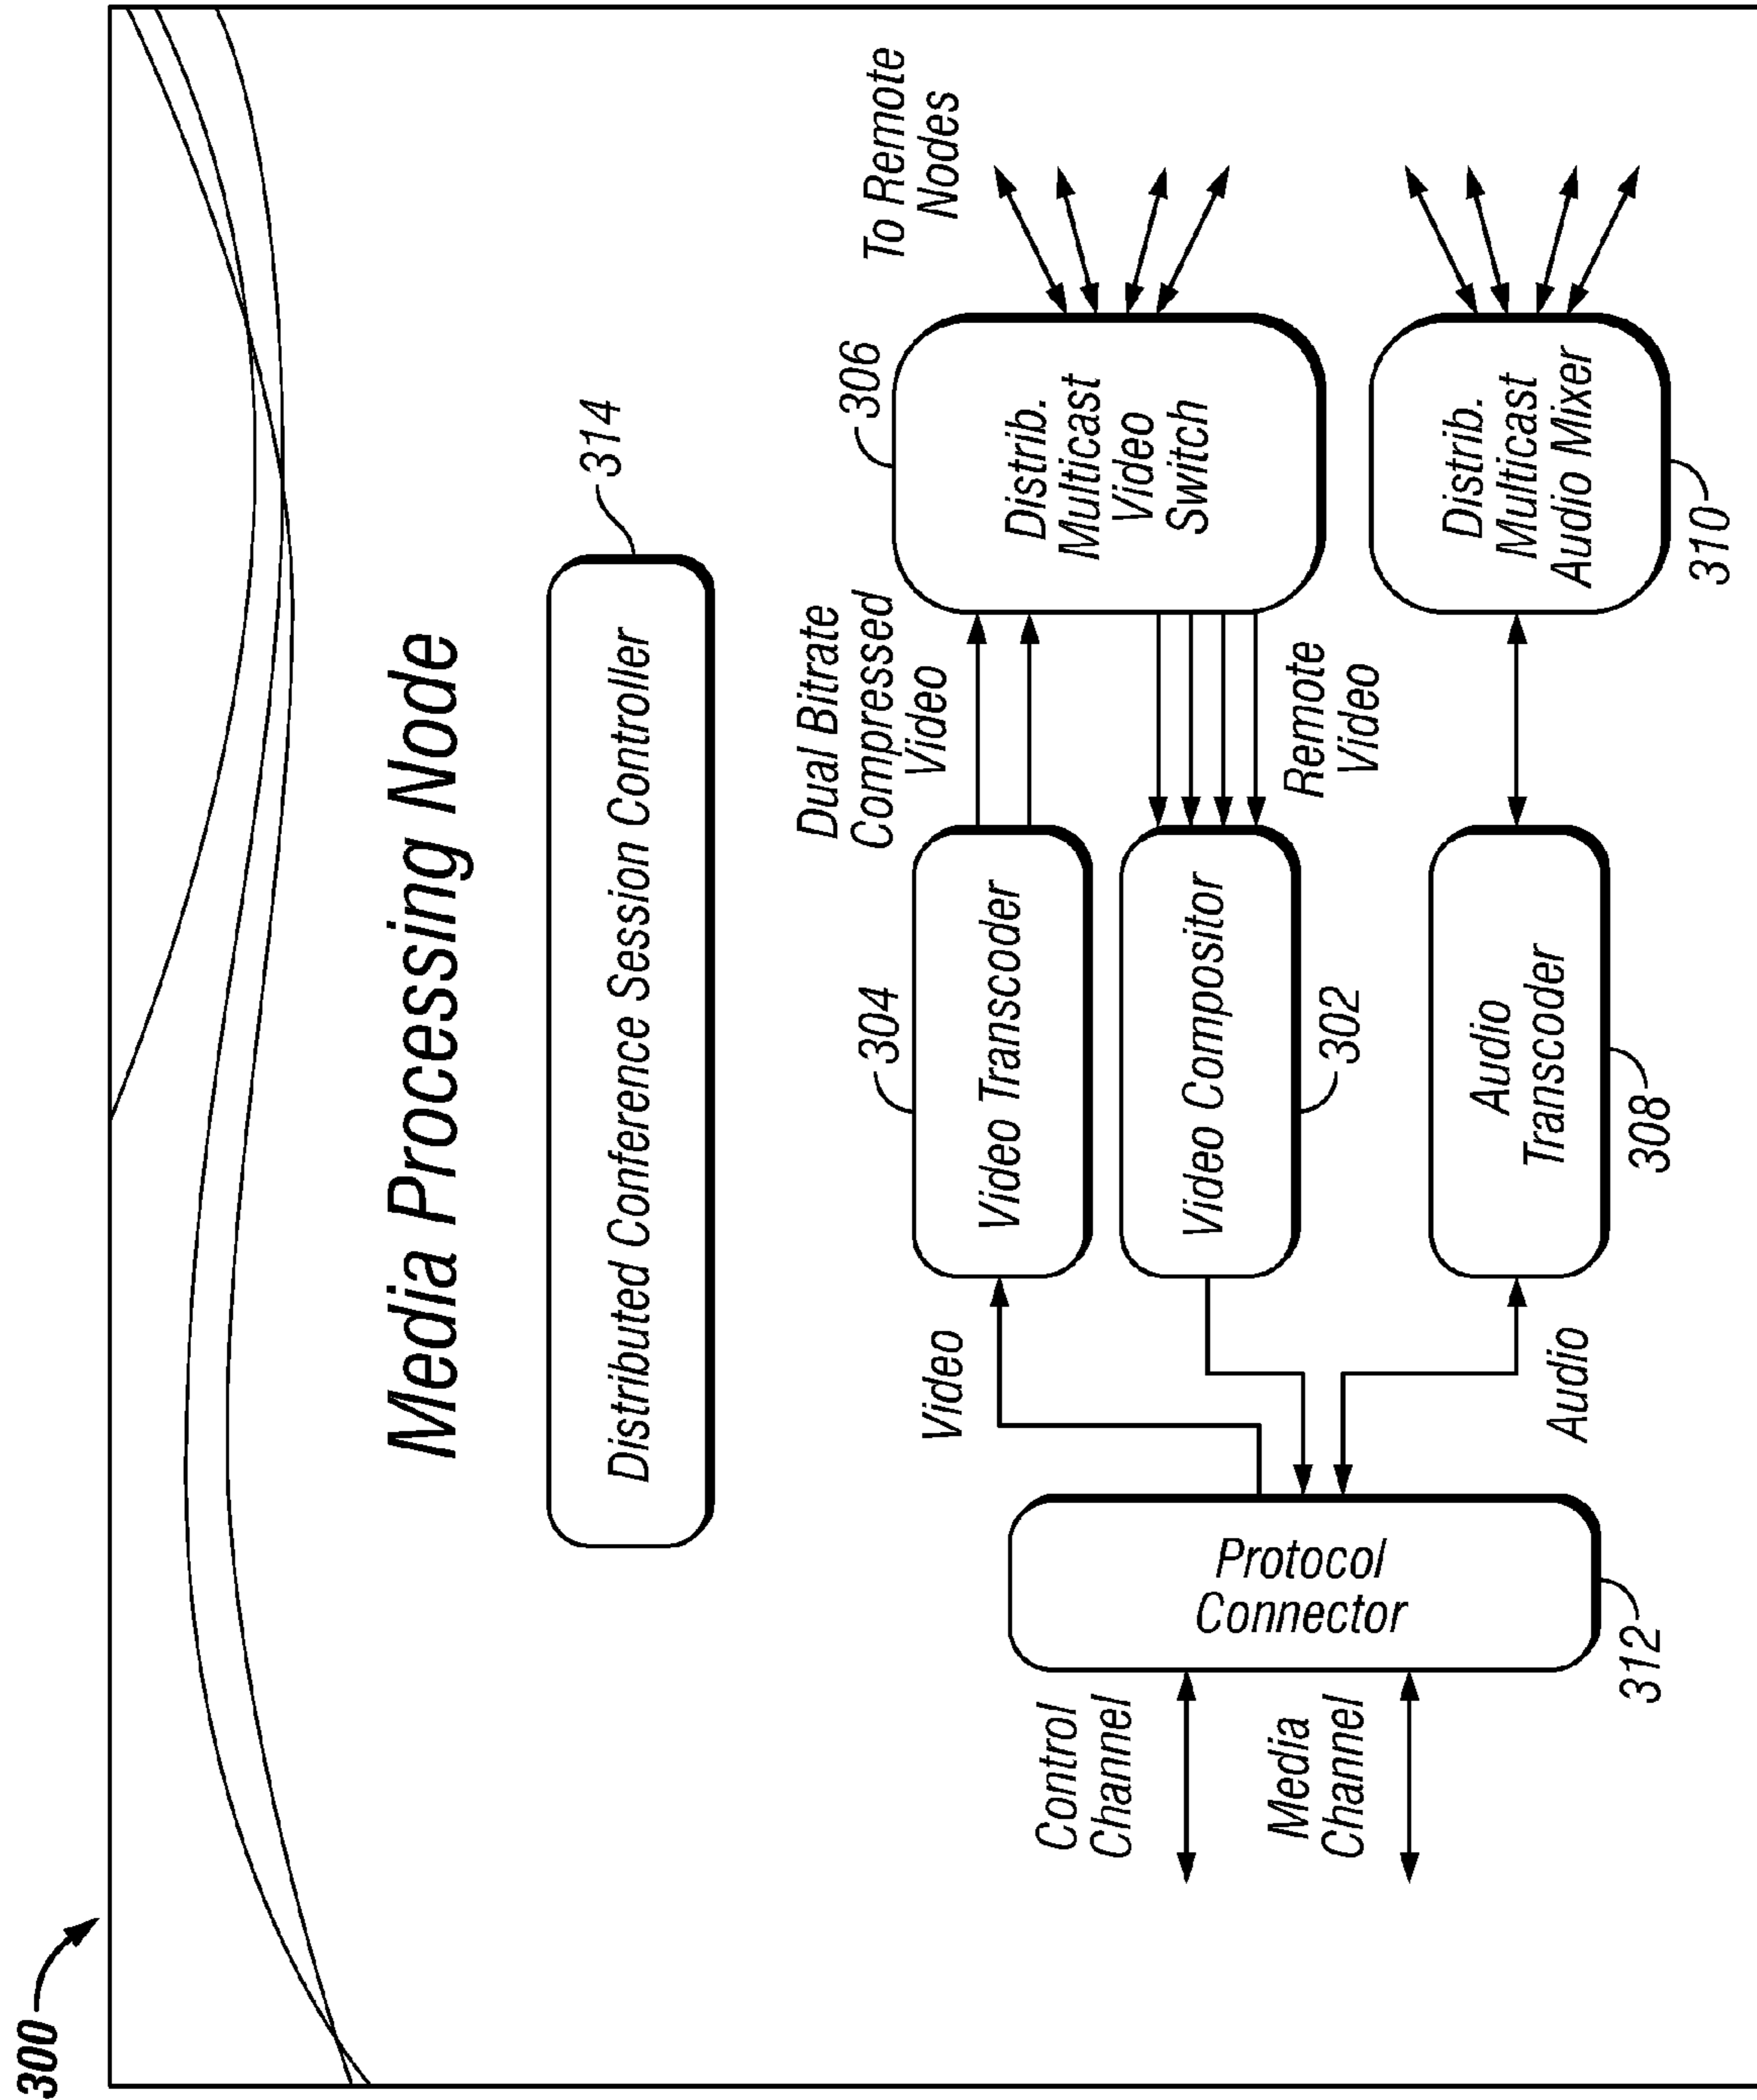 300
Media Processing Node
Distributed Conference Session Controller
314
Dual Bitrate
Compressed
Video
306
To Remote
Nodes
304
Video
Video Transcoder
Distrib.
Multicast
Video
Switch
Control
Channel
Protocol
Connector
Video Compositor
302
Remote
Video
Media
Channel
312
Audio
Audio
Transcoder
308
Distrib.
Multicast
Audio Mixer
310